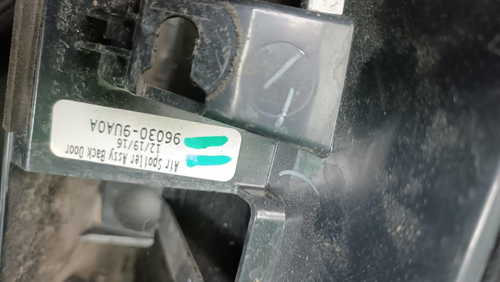 Air Spoiler Assy Back Door
12/19/16
96030-9UA0A